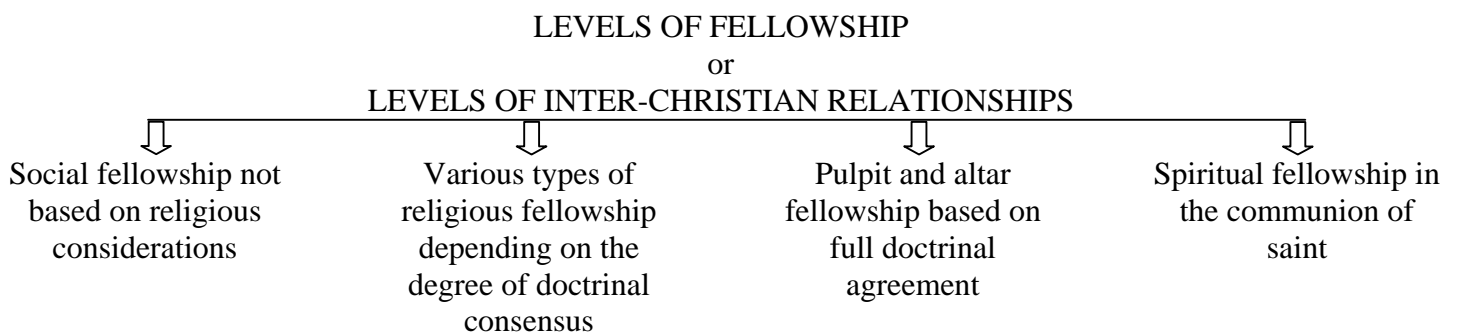 LEVELS OF FELLOWSHIP
or
LEVELS OF INTER-CHRISTIAN RELATIONSHIPS
Social fellowship not
based on religious
considerations
Various types of
religious fellowship
depending on the
degree of doctrinal
consensus
Pulpit and altar
fellowship based on
full doctrinal
agreement
Spiritual fellowship in
the communion of
saint